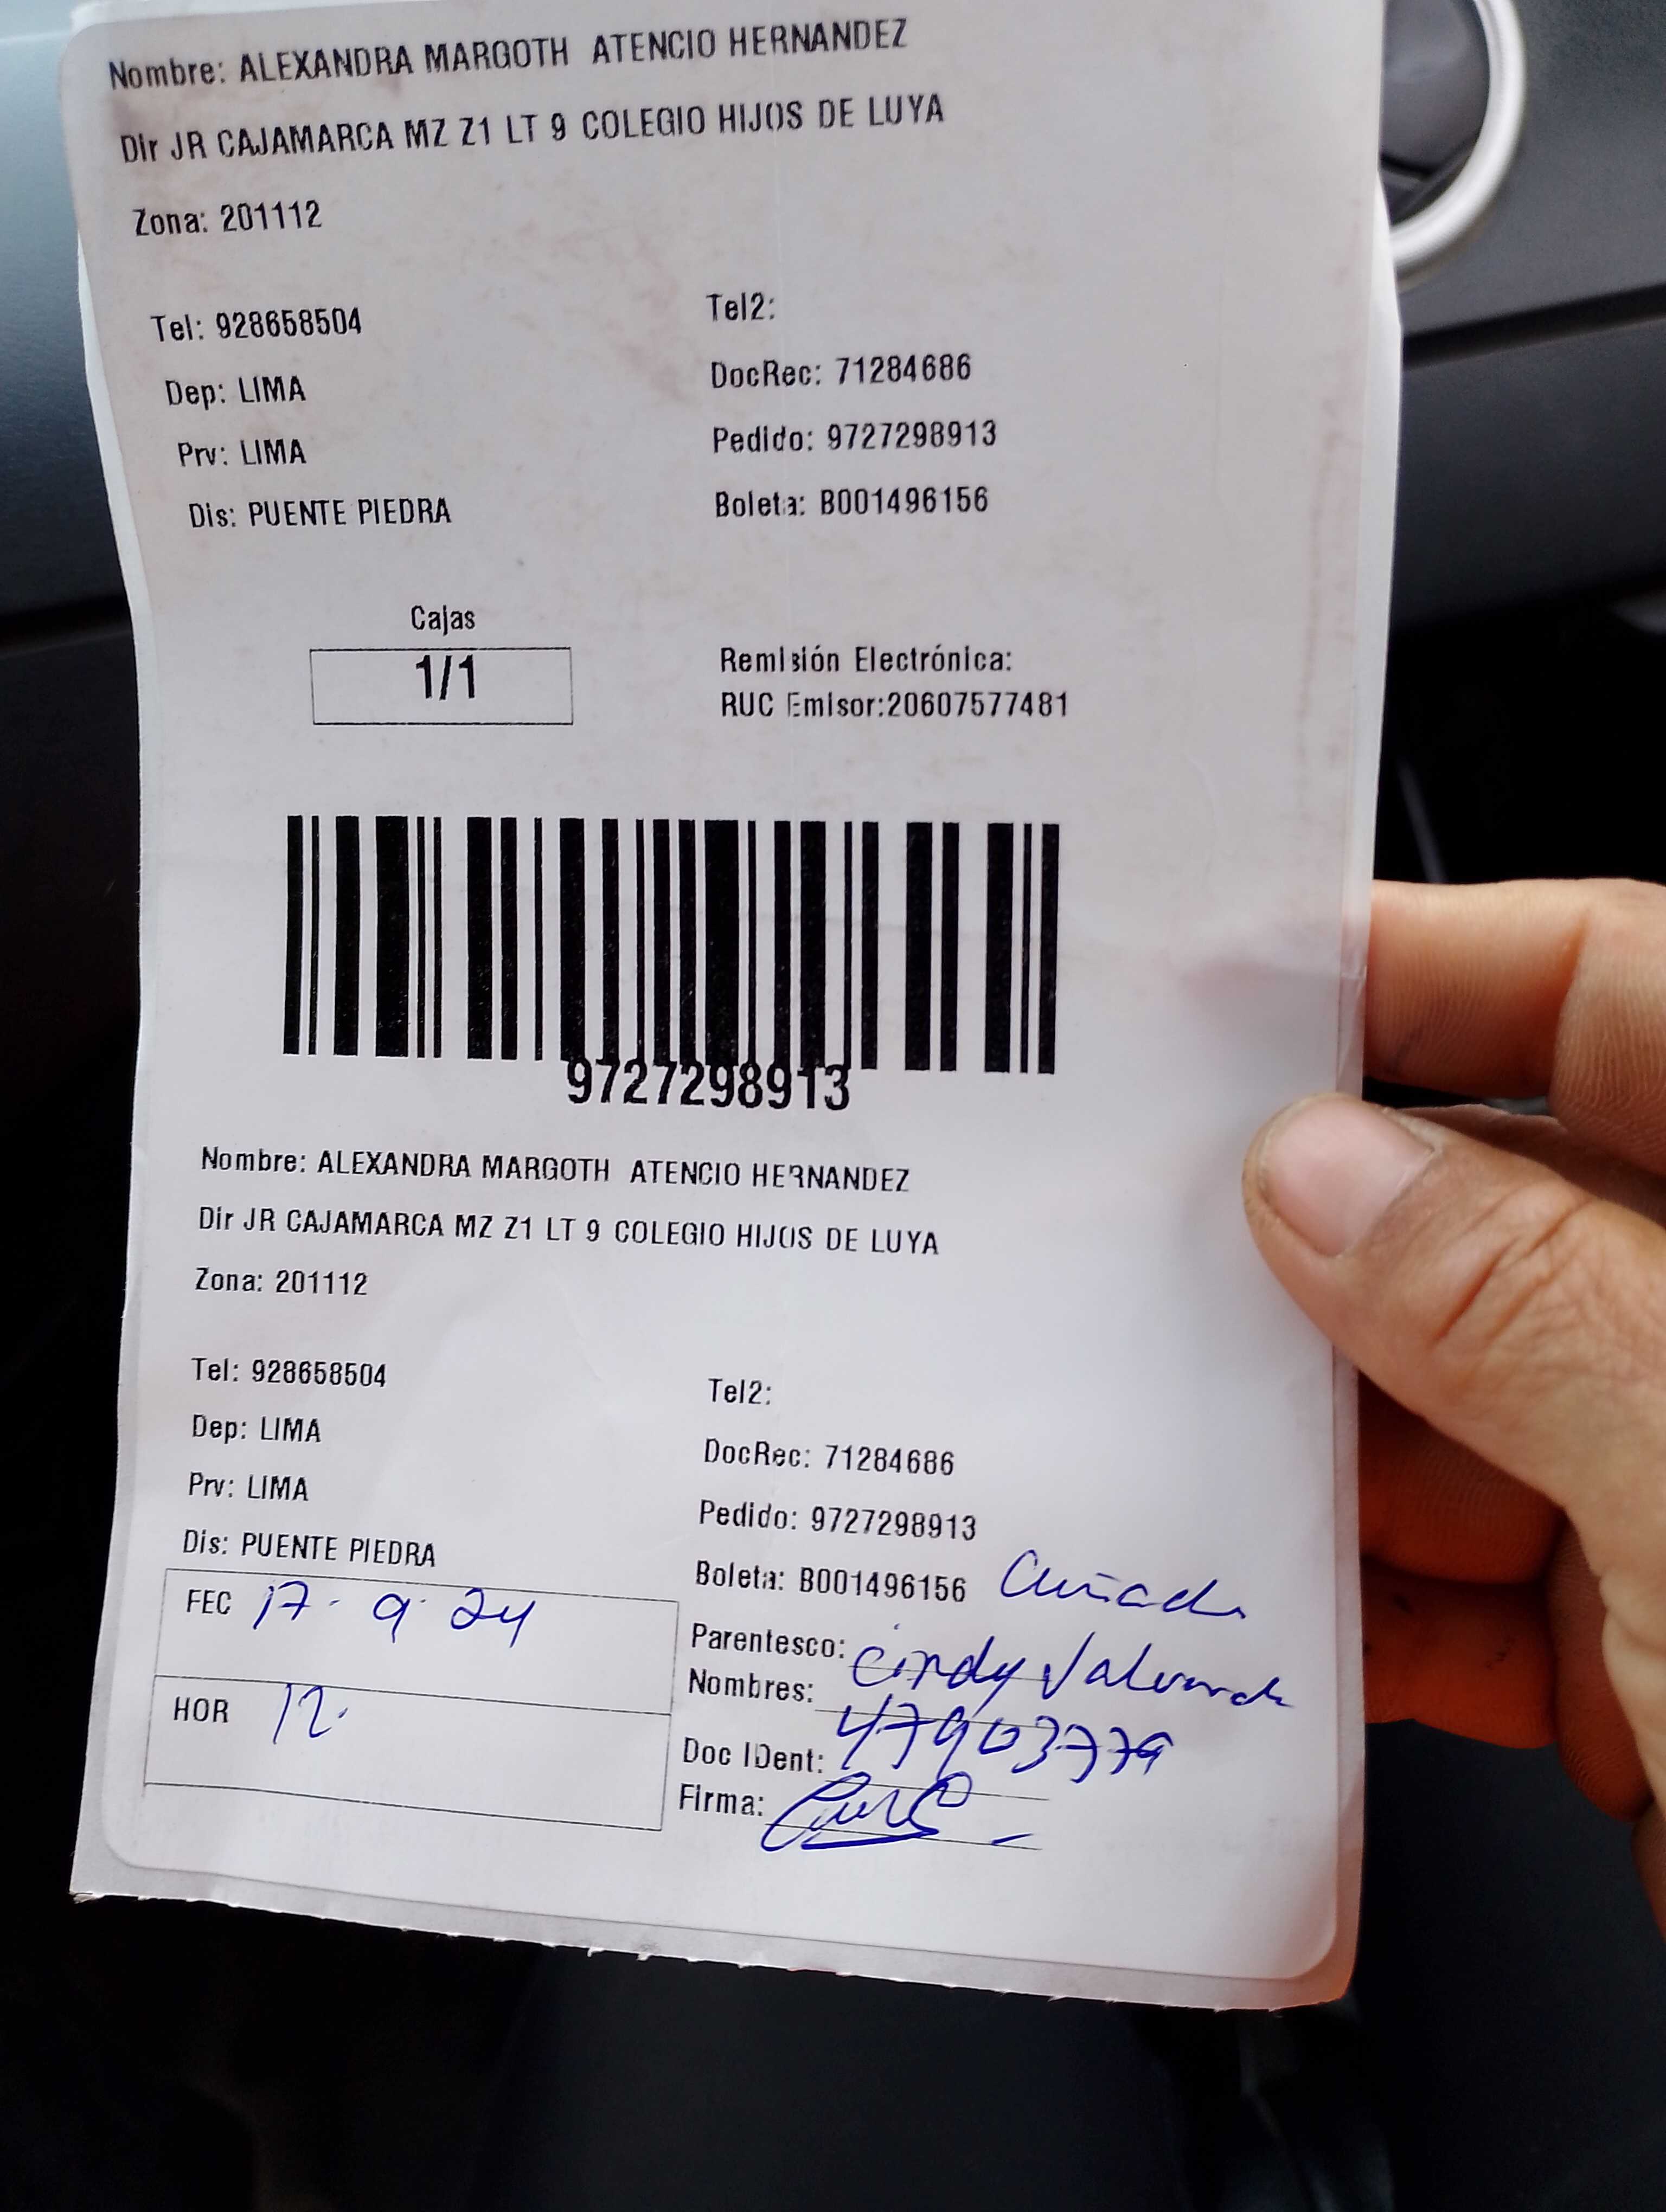 Nombre: ALEXANDRA MARGOTH ATENCIO HERNANDEZ
Dir JR CAJAMARCA MZ Z1 LT 9 COLEGIO HIJOS DE LUYA
Zona: 201112
Tel: 928658504
Tel2:
Dep: LIMA
DocRec: 71284686
Prv: LIMA
Pedido: 9727298913
Dis: PUENTE PIEDRA
Boleta: B001496156
Cajas
1/1
Remisión Electrónica:
RUC Emisor:20607577481
9727298913
Nombre: ALEXANDRA MARGOTH ATENCIO HERNANDEZ
Dir JR CAJAMARCA MZ Z1 LT 9 COLEGIO HIJOS DE LUYA
Zona: 201112
Tel: 928658504
Tel2:
Dep: LIMA
DocRec: 71284686
Prv: LIMA
Pedido: 9727298913
Dis: PUENTE PIEDRA
Boleta: B001496156 Cuñada
FEC 17 - 9 - 24
Parentesco:
Nombres: Cindy
HOR 12
Doc IDent: 47903779
Firma: